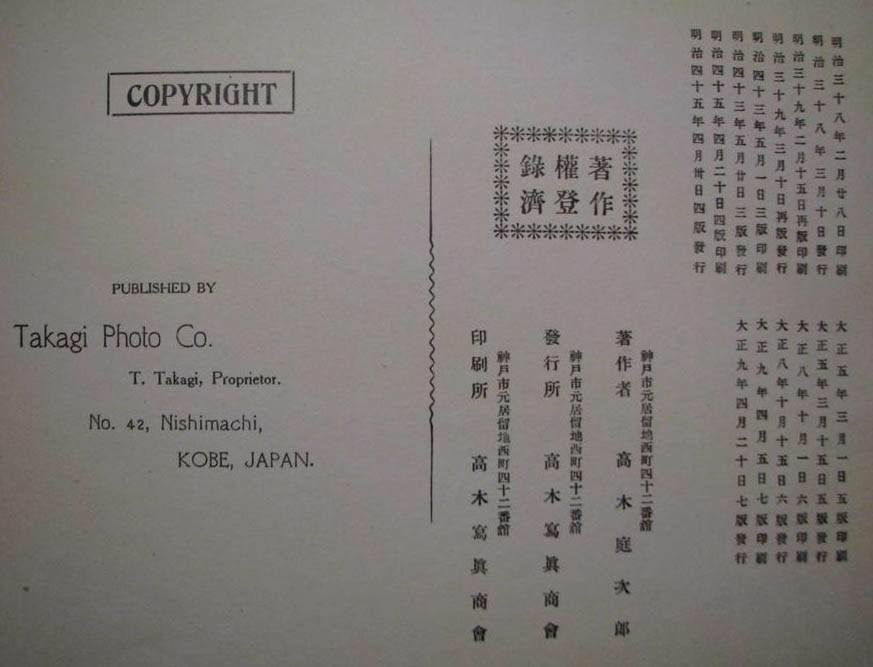 COPYRIGHT
PUBLISHED BY
Takagi Photo Co.
T. Takagi, Proprietor.
No. 42, Nishimachi,
KOBE, JAPAN.
明治三十八年二月廿八日印刷
明治三十八年三月十日發行
明治三十九年二月十五日再版印刷
明治三十九年三月十日再版發行
明治四十三年五月一日三版印刷
明治四十三年五月廿日三版發行
明治四十五年四月二十日四版印刷
明治四十五年四月卅日四版發行
大正五年三月一日五版印刷
大正五年三月十五日五版發行
大正八年十月一日六版印刷
大正八年十月十五日六版發行
大正九年四月五日七版印刷
大正九年四月二十日七版發行
著作
權登
錄濟
神戸市元居留地西町四十二番舘
著作者 高木庭次郎
神戸市元居留地西町四十二番舘
發行所 高木寫眞商會
神戸市元居留地西町四十二番舘
印刷所 高木寫眞商會